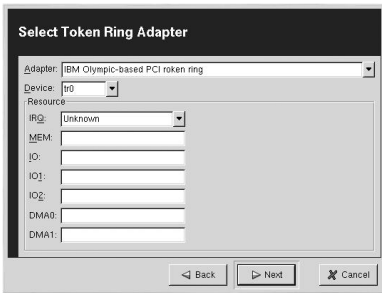 Select Token Ring Adapter
Adapter: IBM Olympic-based PCI roken ring
Device: tr0
Resource
IRQ: Unknown
MEM:
IO:
IO1:
IO2:
DMA0:
DMA1:
Back Next Cancel